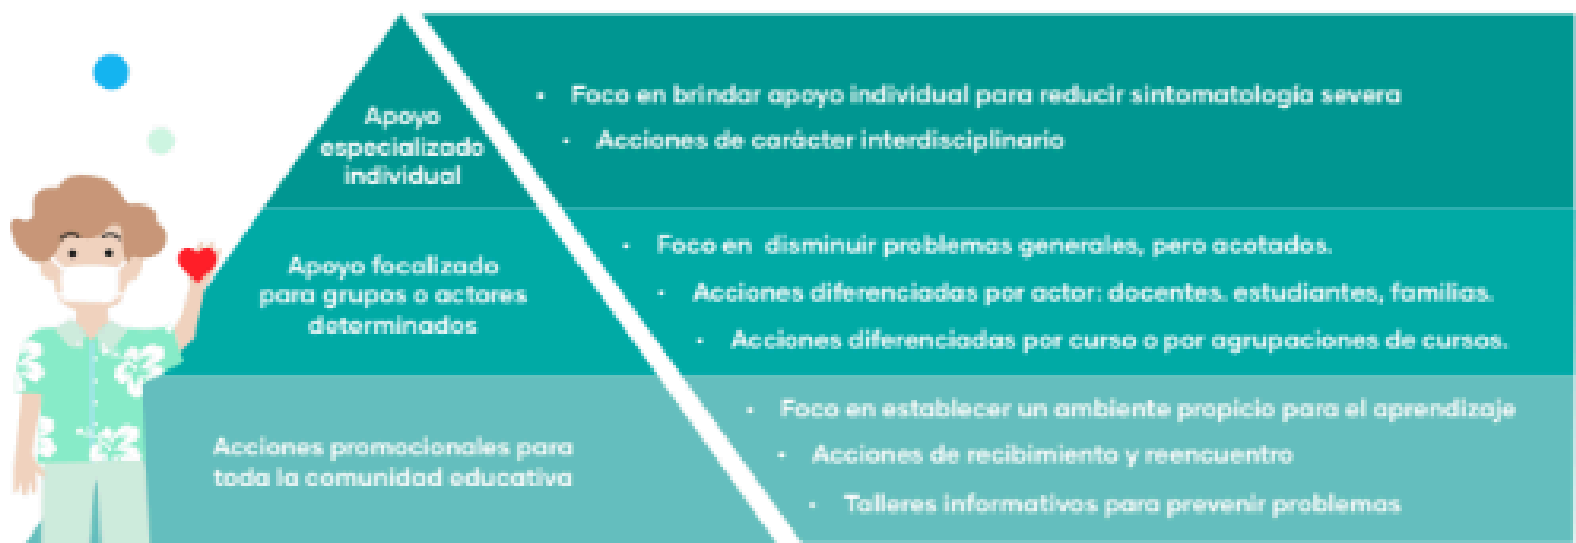 Apoyo
especializado
individual
• Foco en brindar apoyo individual para reducir sintomatología severa
• Acciones de carácter interdisciplinario
Apoyo focalizado
para grupos o actores
determinados
• Foco en disminuir problemas generales, pero acotados.
• Acciones diferenciadas por actor: docentes. estudiantes, familias.
• Acciones diferenciadas por curso o por agrupaciones de cursos.
Acciones promocionales para
toda la comunidad educativa
• Foco en establecer un ambiente propicio para el aprendizaje
• Acciones de recibimiento y reencuentro
• Talleres informativos para prevenir problemas